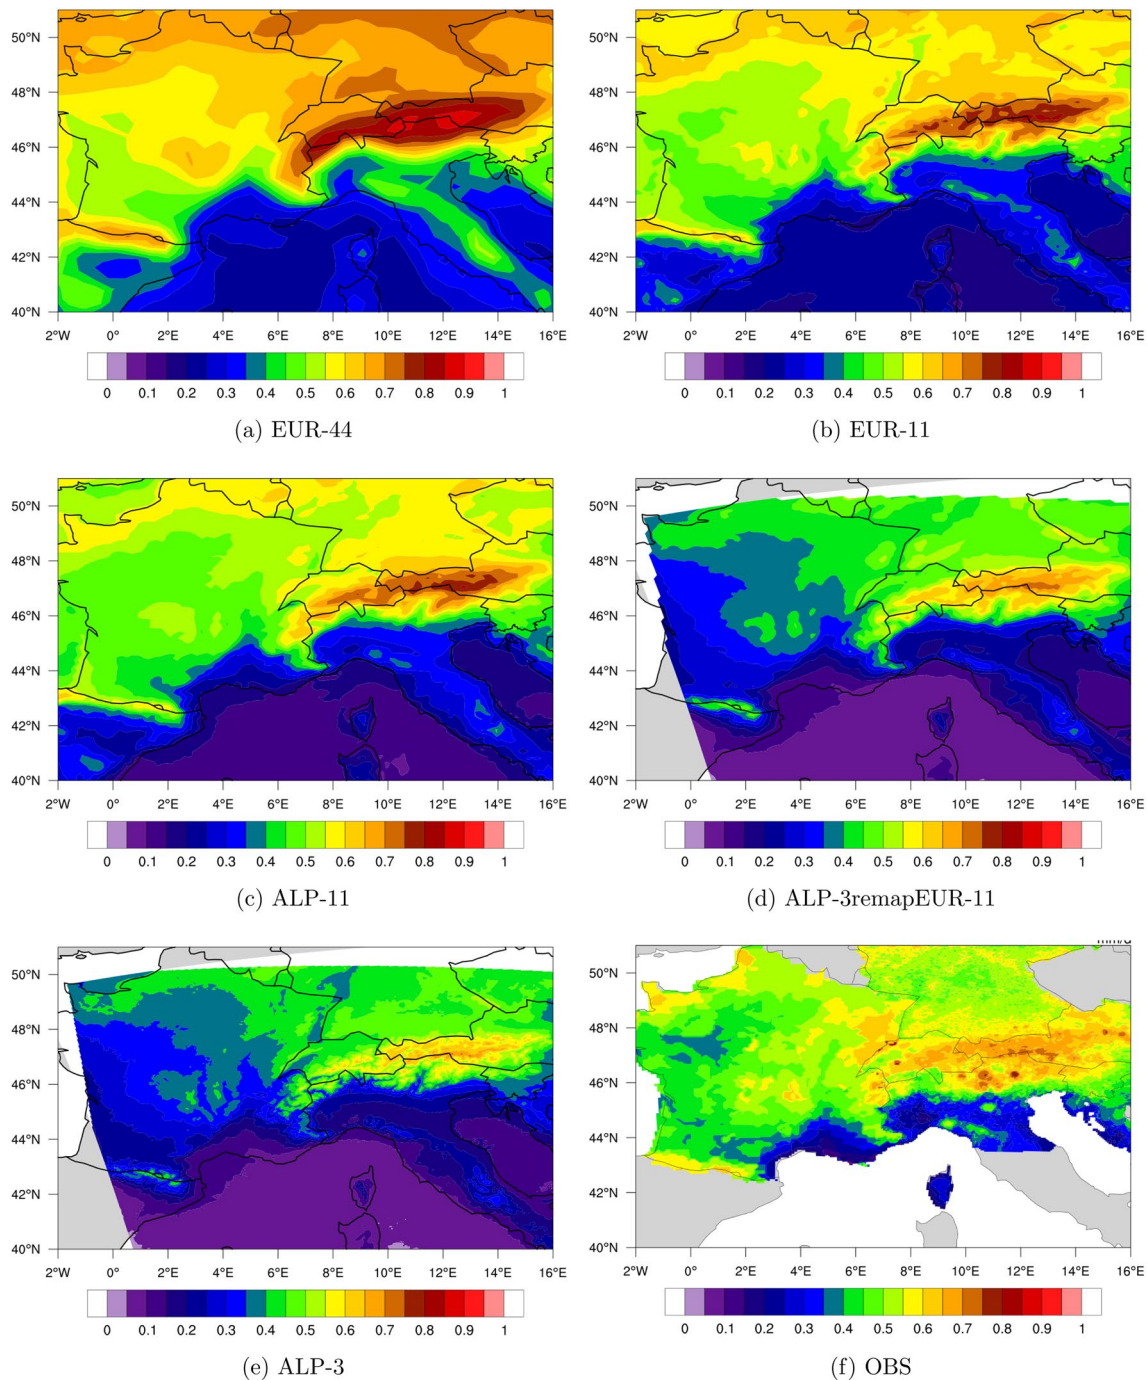 50°N
48°N
46°N
44°N
42°N
40°N
2°W 0° 2°E 4°E 6°E 8°E 10°E 12°E 14°E 16°E
0 0.1 0.2 0.3 0.4 0.5 0.6 0.7 0.8 0.9 1
(a) EUR-44
50°N
48°N
46°N
44°N
42°N
40°N
2°W 0° 2°E 4°E 6°E 8°E 10°E 12°E 14°E 16°E
0 0.1 0.2 0.3 0.4 0.5 0.6 0.7 0.8 0.9 1
(b) EUR-11
50°N
48°N
46°N
44°N
42°N
40°N
2°W 0° 2°E 4°E 6°E 8°E 10°E 12°E 14°E 16°E
0 0.1 0.2 0.3 0.4 0.5 0.6 0.7 0.8 0.9 1
(c) ALP-11
50°N
48°N
46°N
44°N
42°N
40°N
2°W 0° 2°E 4°E 6°E 8°E 10°E 12°E 14°E 16°E
0 0.1 0.2 0.3 0.4 0.5 0.6 0.7 0.8 0.9 1
(d) ALP-3remapEUR-11
50°N
48°N
46°N
44°N
42°N
40°N
2°W 0° 2°E 4°E 6°E 8°E 10°E 12°E 14°E 16°E
0 0.1 0.2 0.3 0.4 0.5 0.6 0.7 0.8 0.9 1
(e) ALP-3
50°N
48°N
46°N
44°N
42°N
40°N
2°W 0° 2°E 4°E 6°E 8°E 10°E 12°E 14°E 16°E
0 0.1 0.2 0.3 0.4 0.5 0.6 0.7 0.8 0.9 1
(f) OBS